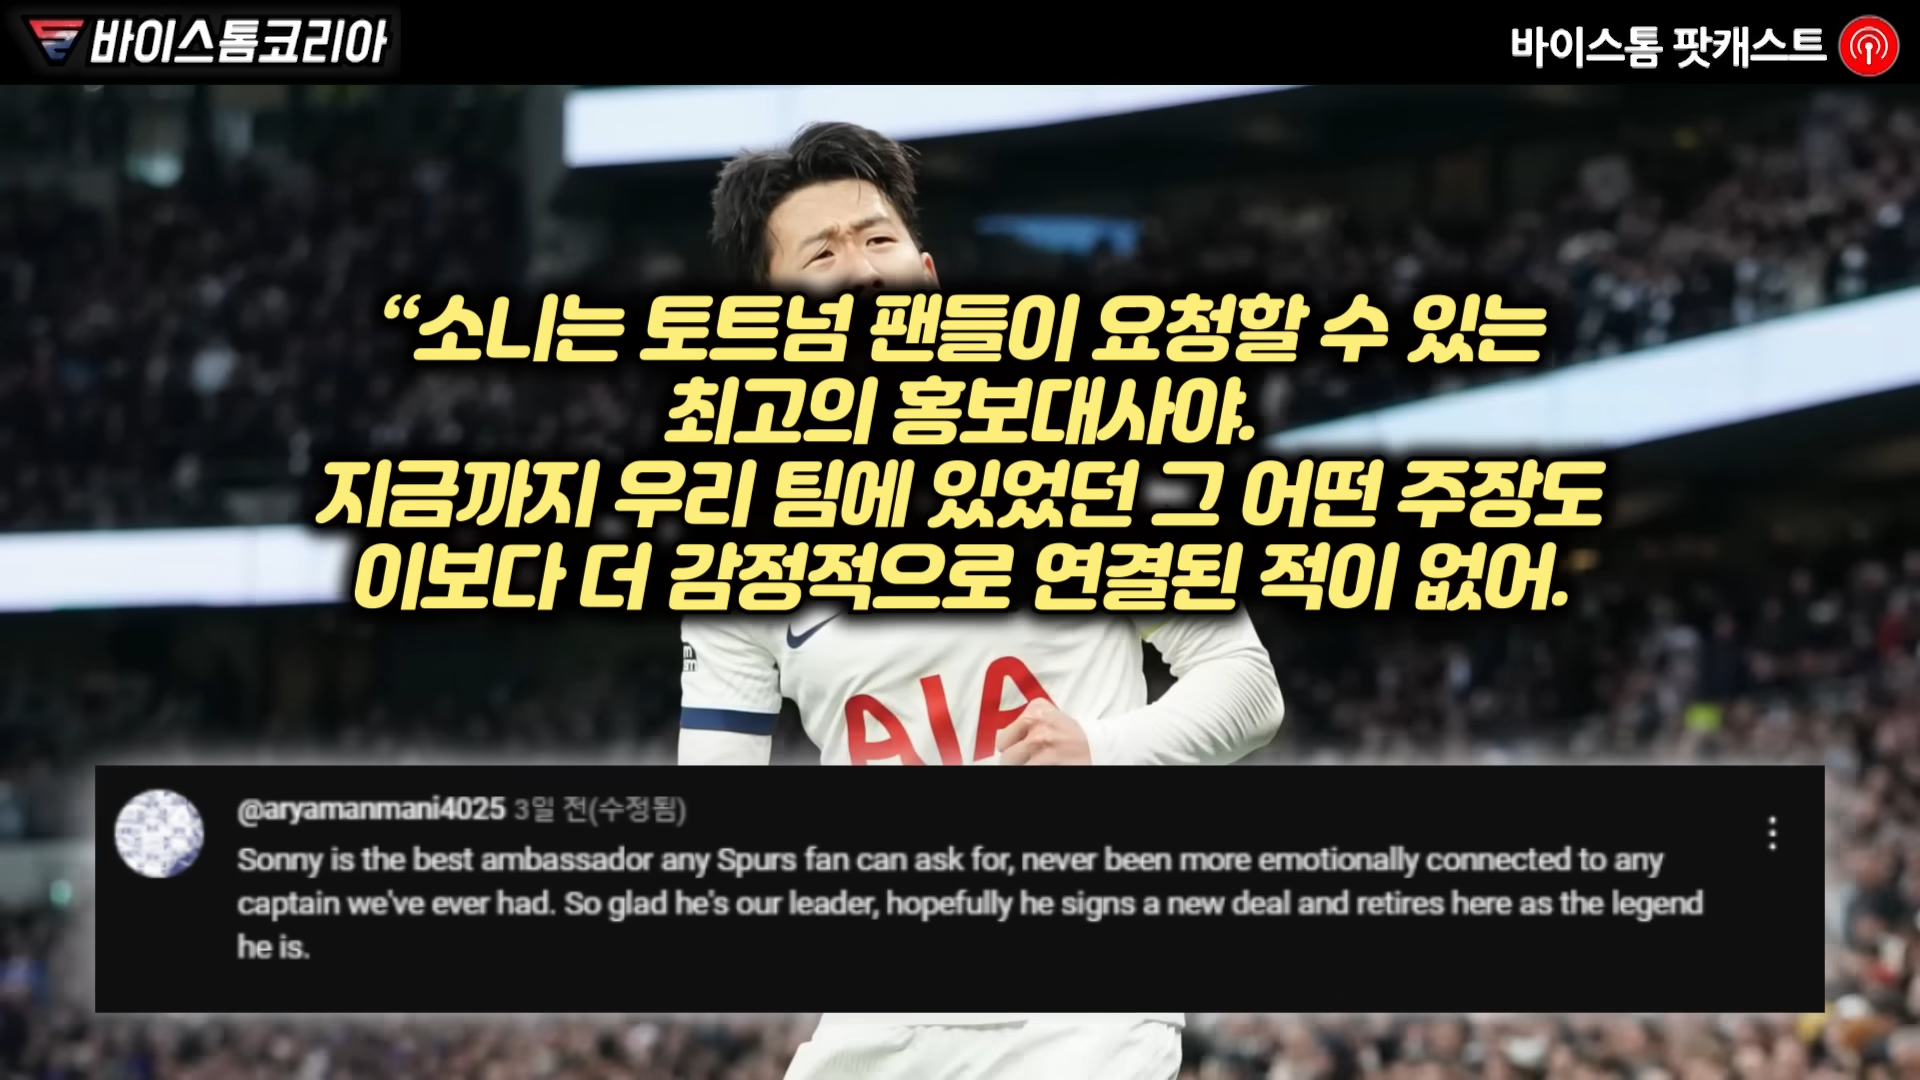 바이스톰코리아
바이스톰 팟캐스트
“소니는 토트넘 팬들이 요청할 수 있는
최고의 홍보대사야.
지금까지 우리 팀에 있었던 그 어떤 주장도
이보다 더 감정적으로 연결된 적이 없어.
AIA
@aryamanmani4025 3일 전(수정됨)
Sonny is the best ambassador any Spurs fan can ask for, never been more emotionally connected to any
captain we've ever had. So glad he's our leader, hopefully he signs a new deal and retires here as the legend
he is.